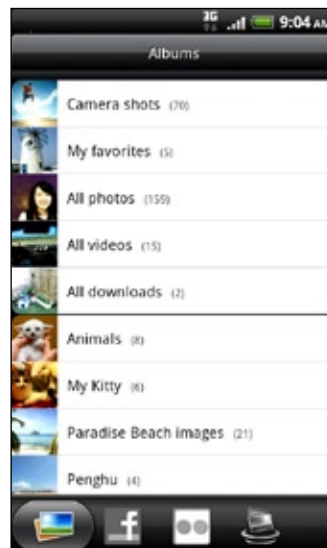 3G 9:04 AM
Albums
Camera shots (70)
My favorites (5)
All photos (159)
All videos (15)
All downloads (2)
Animals (8)
My Kitty (6)
Paradise Beach images (21)
Penghu (4)
f